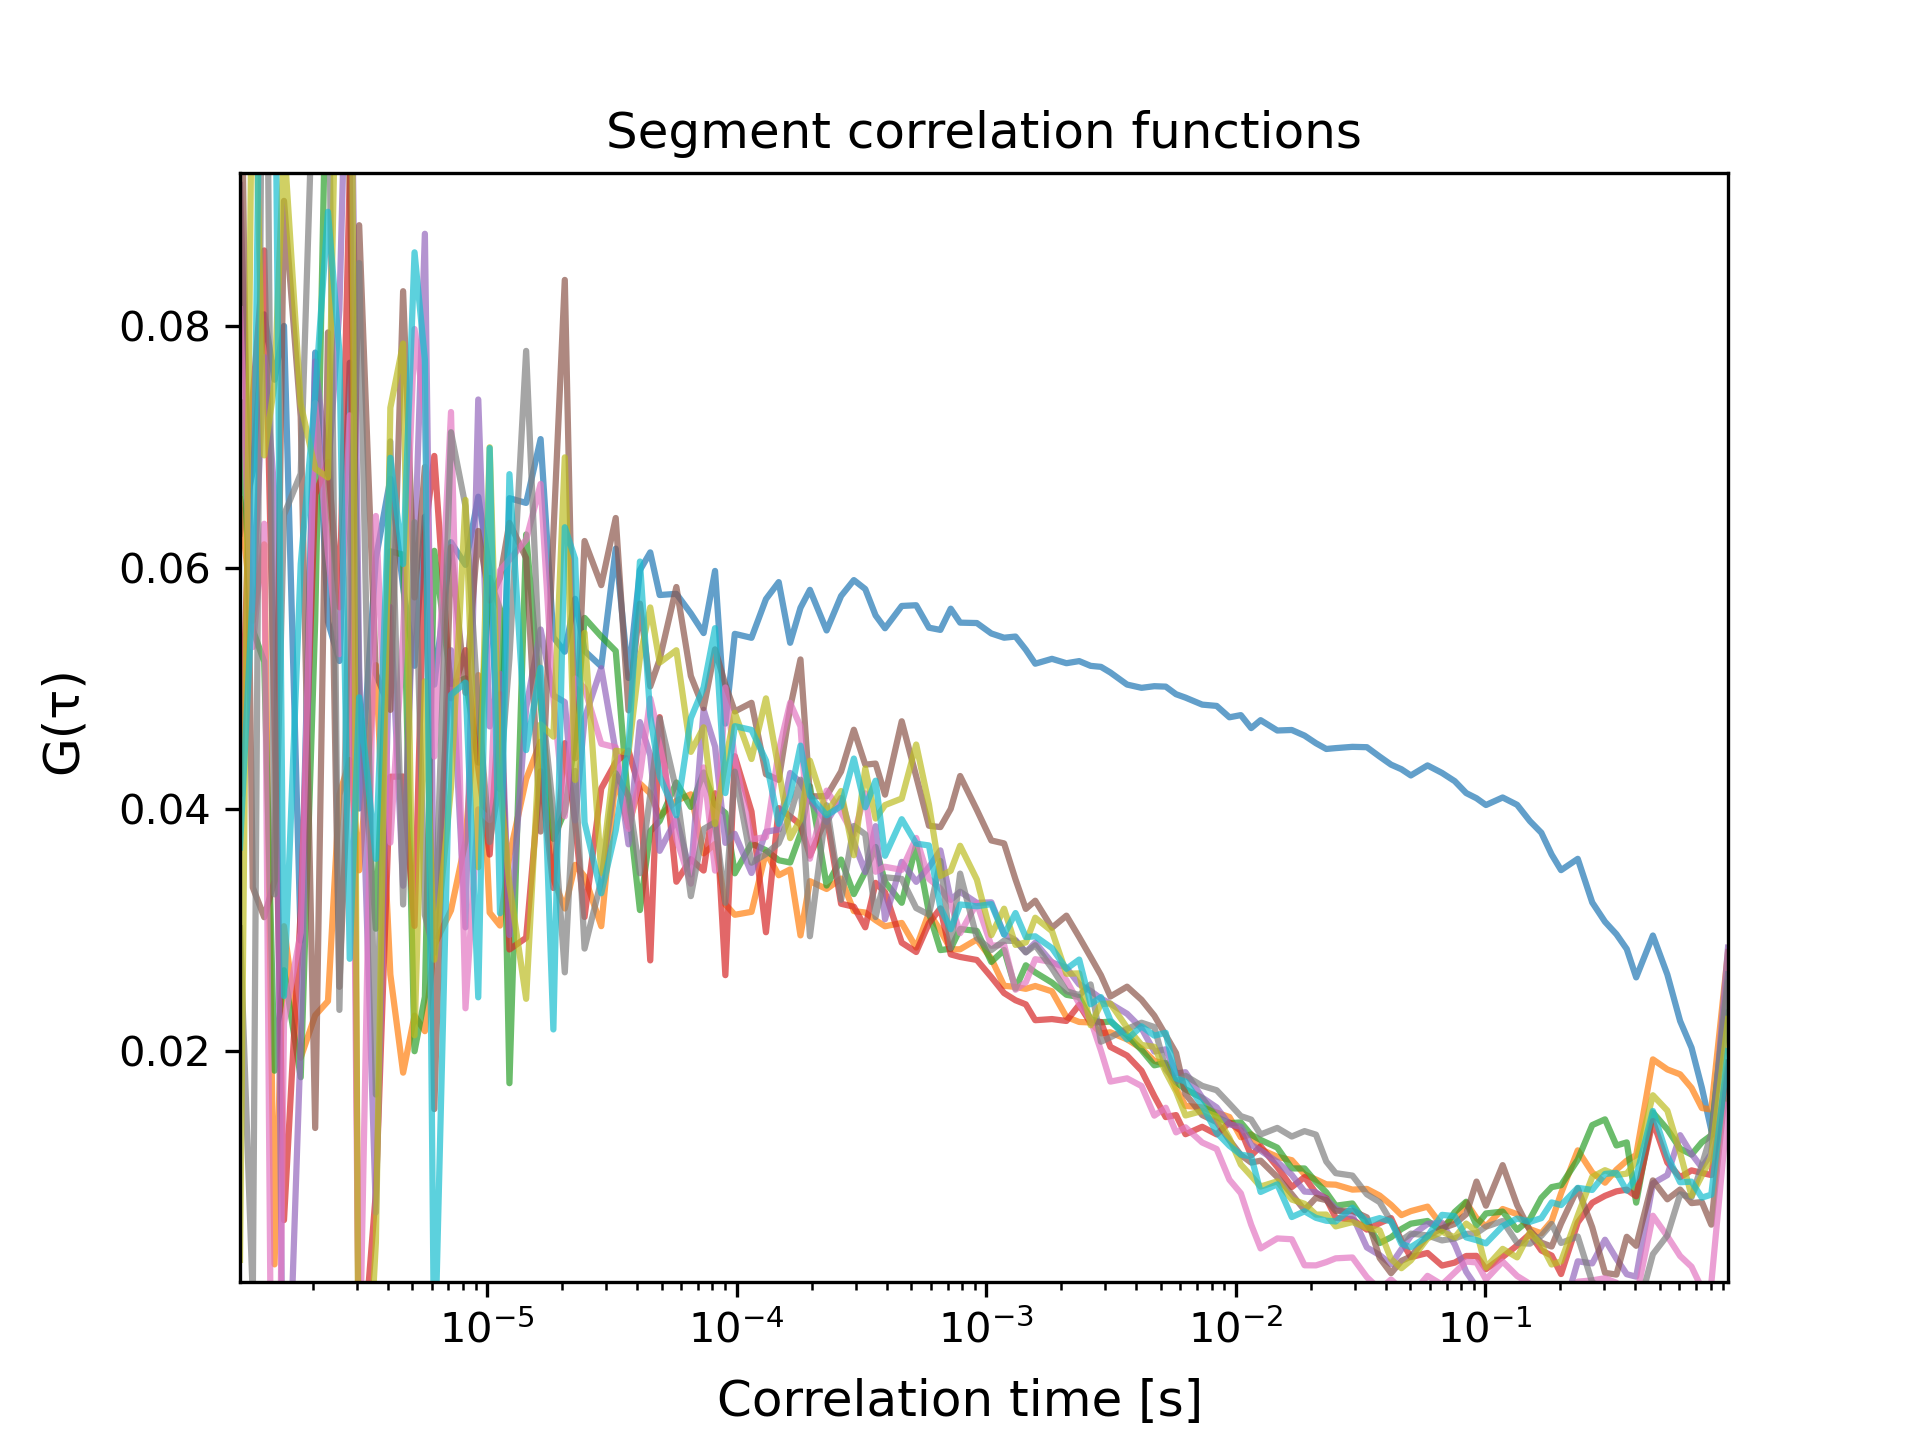 Segment correlation functions
G(τ)
0.08
0.06
0.04
0.02
10⁻⁵ 10⁻⁴ 10⁻³ 10⁻² 10⁻¹
Correlation time [s]